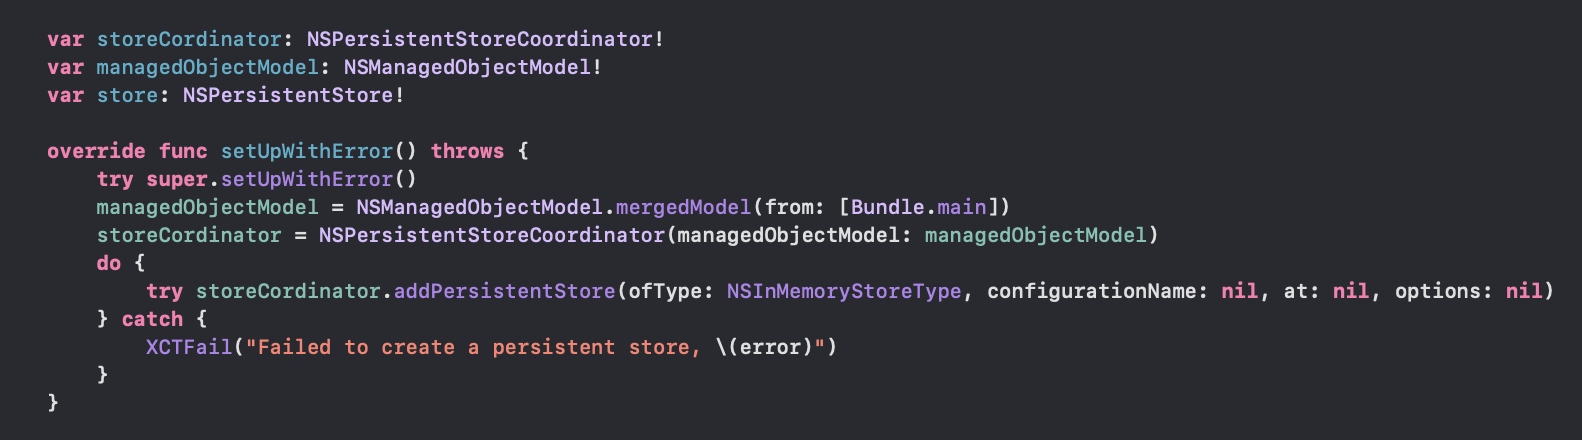 var storeCordinator: NSPersistentStoreCoordinator!
var managedObjectModel: NSManagedObjectModel!
var store: NSPersistentStore!
override func setUpWithError() throws {
try super.setUpWithError()
managedObjectModel = NSManagedObjectModel.mergedModel(from: [Bundle.main])
storeCordinator = NSPersistentStoreCoordinator(managedObjectModel: managedObjectModel)
do {
try storeCordinator.addPersistentStore(ofType: NSInMemoryStoreType, configurationName: nil, at: nil, options: nil)
} catch {
XCTFail("Failed to create a persistent store, \(error)")
}
}